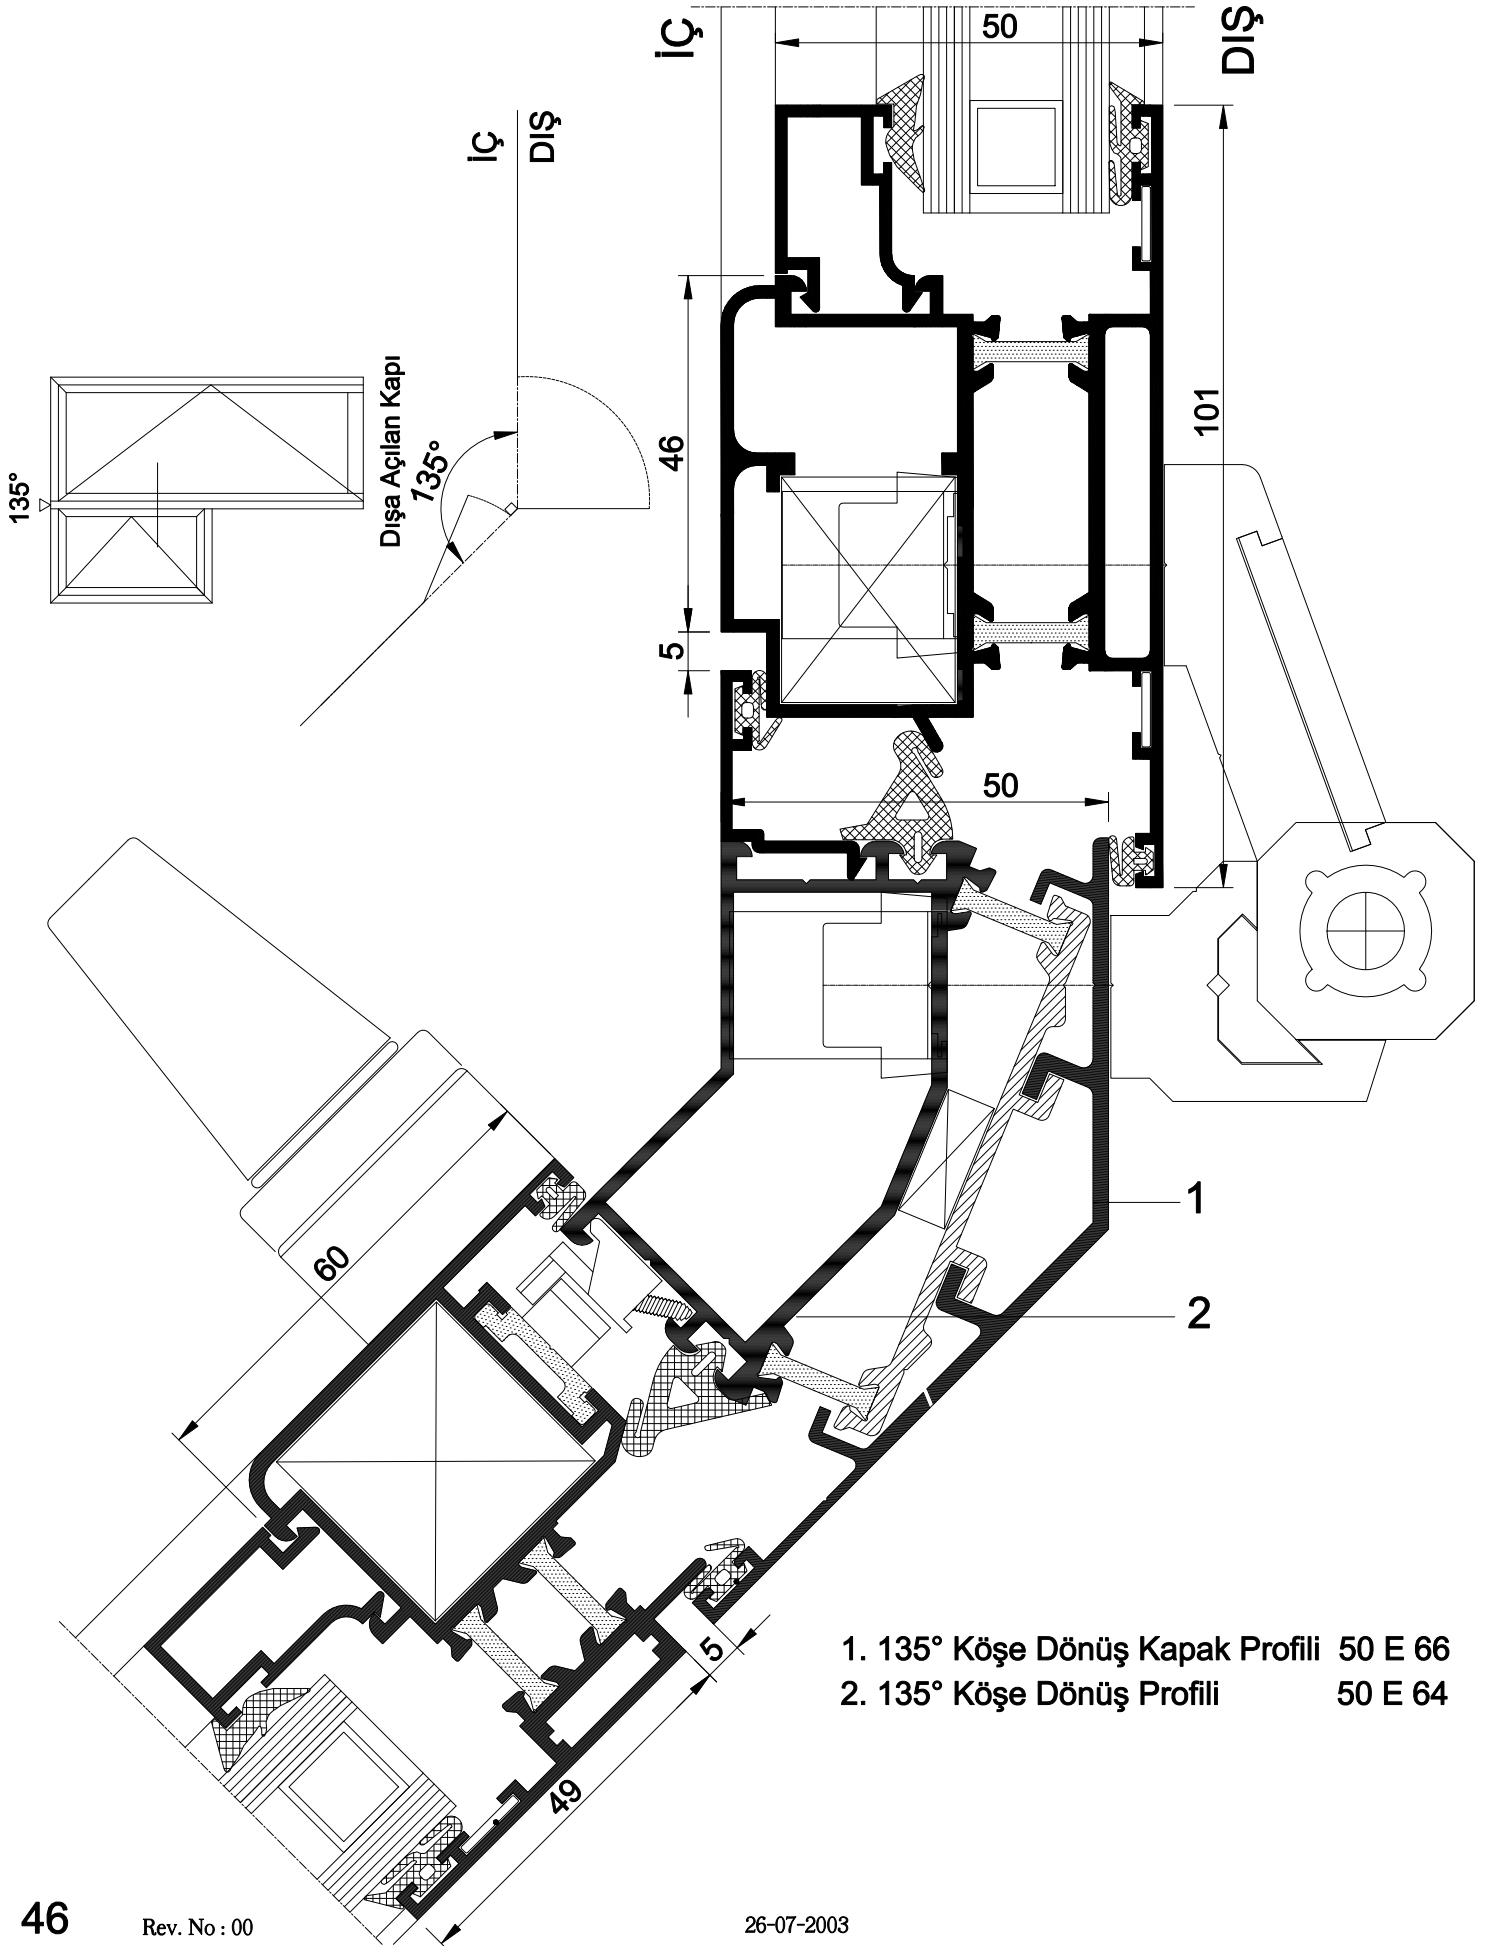 İÇ
50
DIŞ
İÇ
DIŞ
135°
Dışa Açılan Kapı
135°
46
5
101
50
60
1
2
5
49
1. 135° Köşe Dönüş Kapak Profili 50 E 66
2. 135° Köşe Dönüş Profili 50 E 64
46
Rev. No : 00
26-07-2003